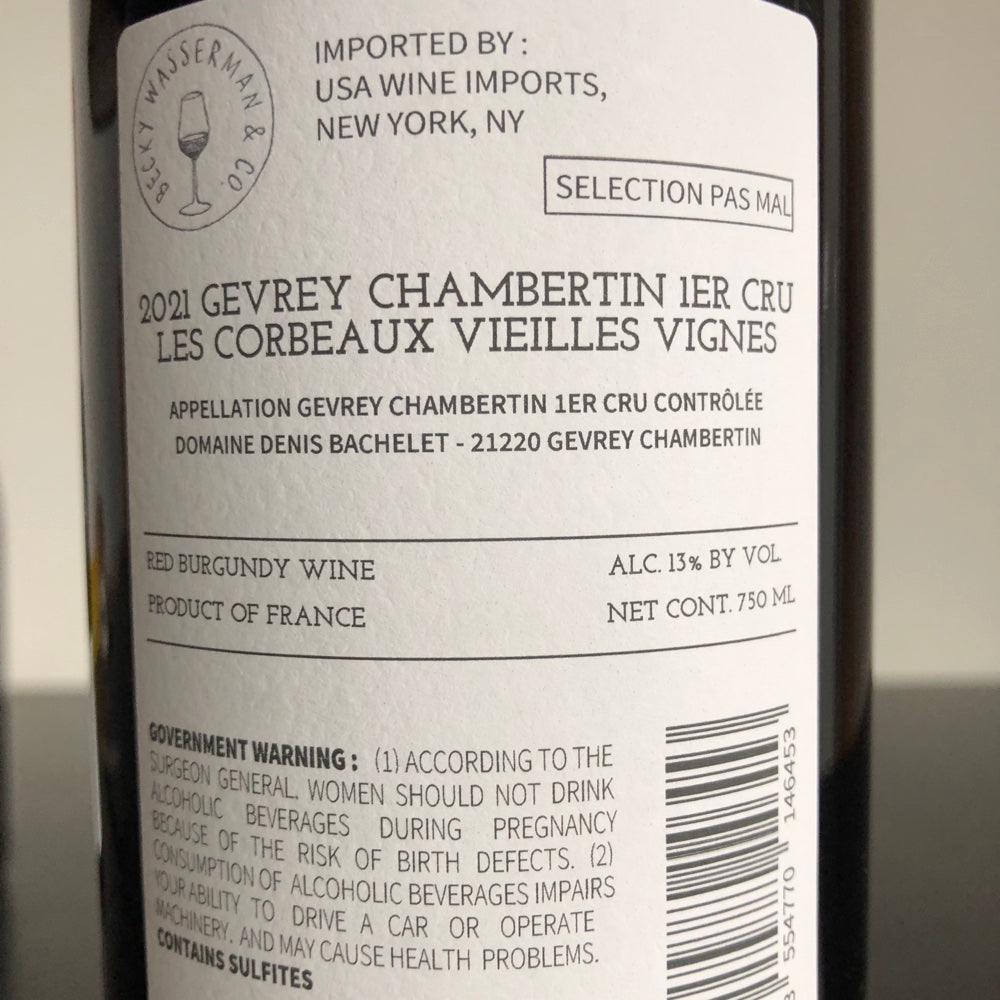 BECKY WASSERMAN & CO.
IMPORTED BY :
USA WINE IMPORTS,
NEW YORK, NY
SELECTION PAS MAL
2021 GEVREY CHAMBERTIN 1ER CRU
LES CORBEAUX VIEILLES VIGNES
APPELLATION GEVREY CHAMBERTIN 1ER CRU CONTRÔLÉE
DOMAINE DENIS BACHELET - 21220 GEVREY CHAMBERTIN
RED BURGUNDY WINE
ALC. 13% BY VOL.
PRODUCT OF FRANCE
NET CONT. 750 ML
GOVERNMENT WARNING : (1) ACCORDING TO THE
SURGEON GENERAL, WOMEN SHOULD NOT DRINK
ALCOHOLIC BEVERAGES DURING PREGNANCY
BECAUSE OF THE RISK OF BIRTH DEFECTS. (2)
CONSUMPTION OF ALCOHOLIC BEVERAGES IMPAIRS
YOUR ABILITY TO DRIVE A CAR OR OPERATE
MACHINERY, AND MAY CAUSE HEALTH PROBLEMS.
CONTAINS SULFITES
3 554770 146453